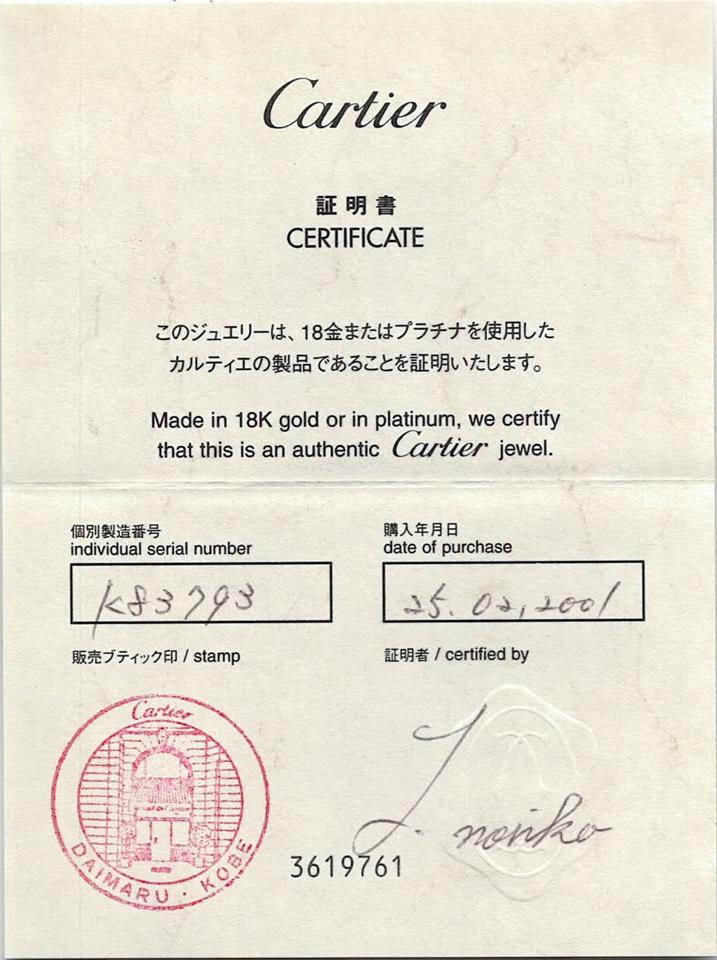 Cartier
証明書
CERTIFICATE
このジュエリーは、18金またはプラチナを使用した
カルティエの製品であることを証明いたします。
Made in 18K gold or in platinum, we certify
that this is an authentic Cartier jewel.
個別製造番号
individual serial number
K83793
購入年月日
date of purchase
25.02,2001
販売ブティック印 / stamp
Cartier
DAIMARU · KOBE
証明者 / certified by
J. noriko
3619761